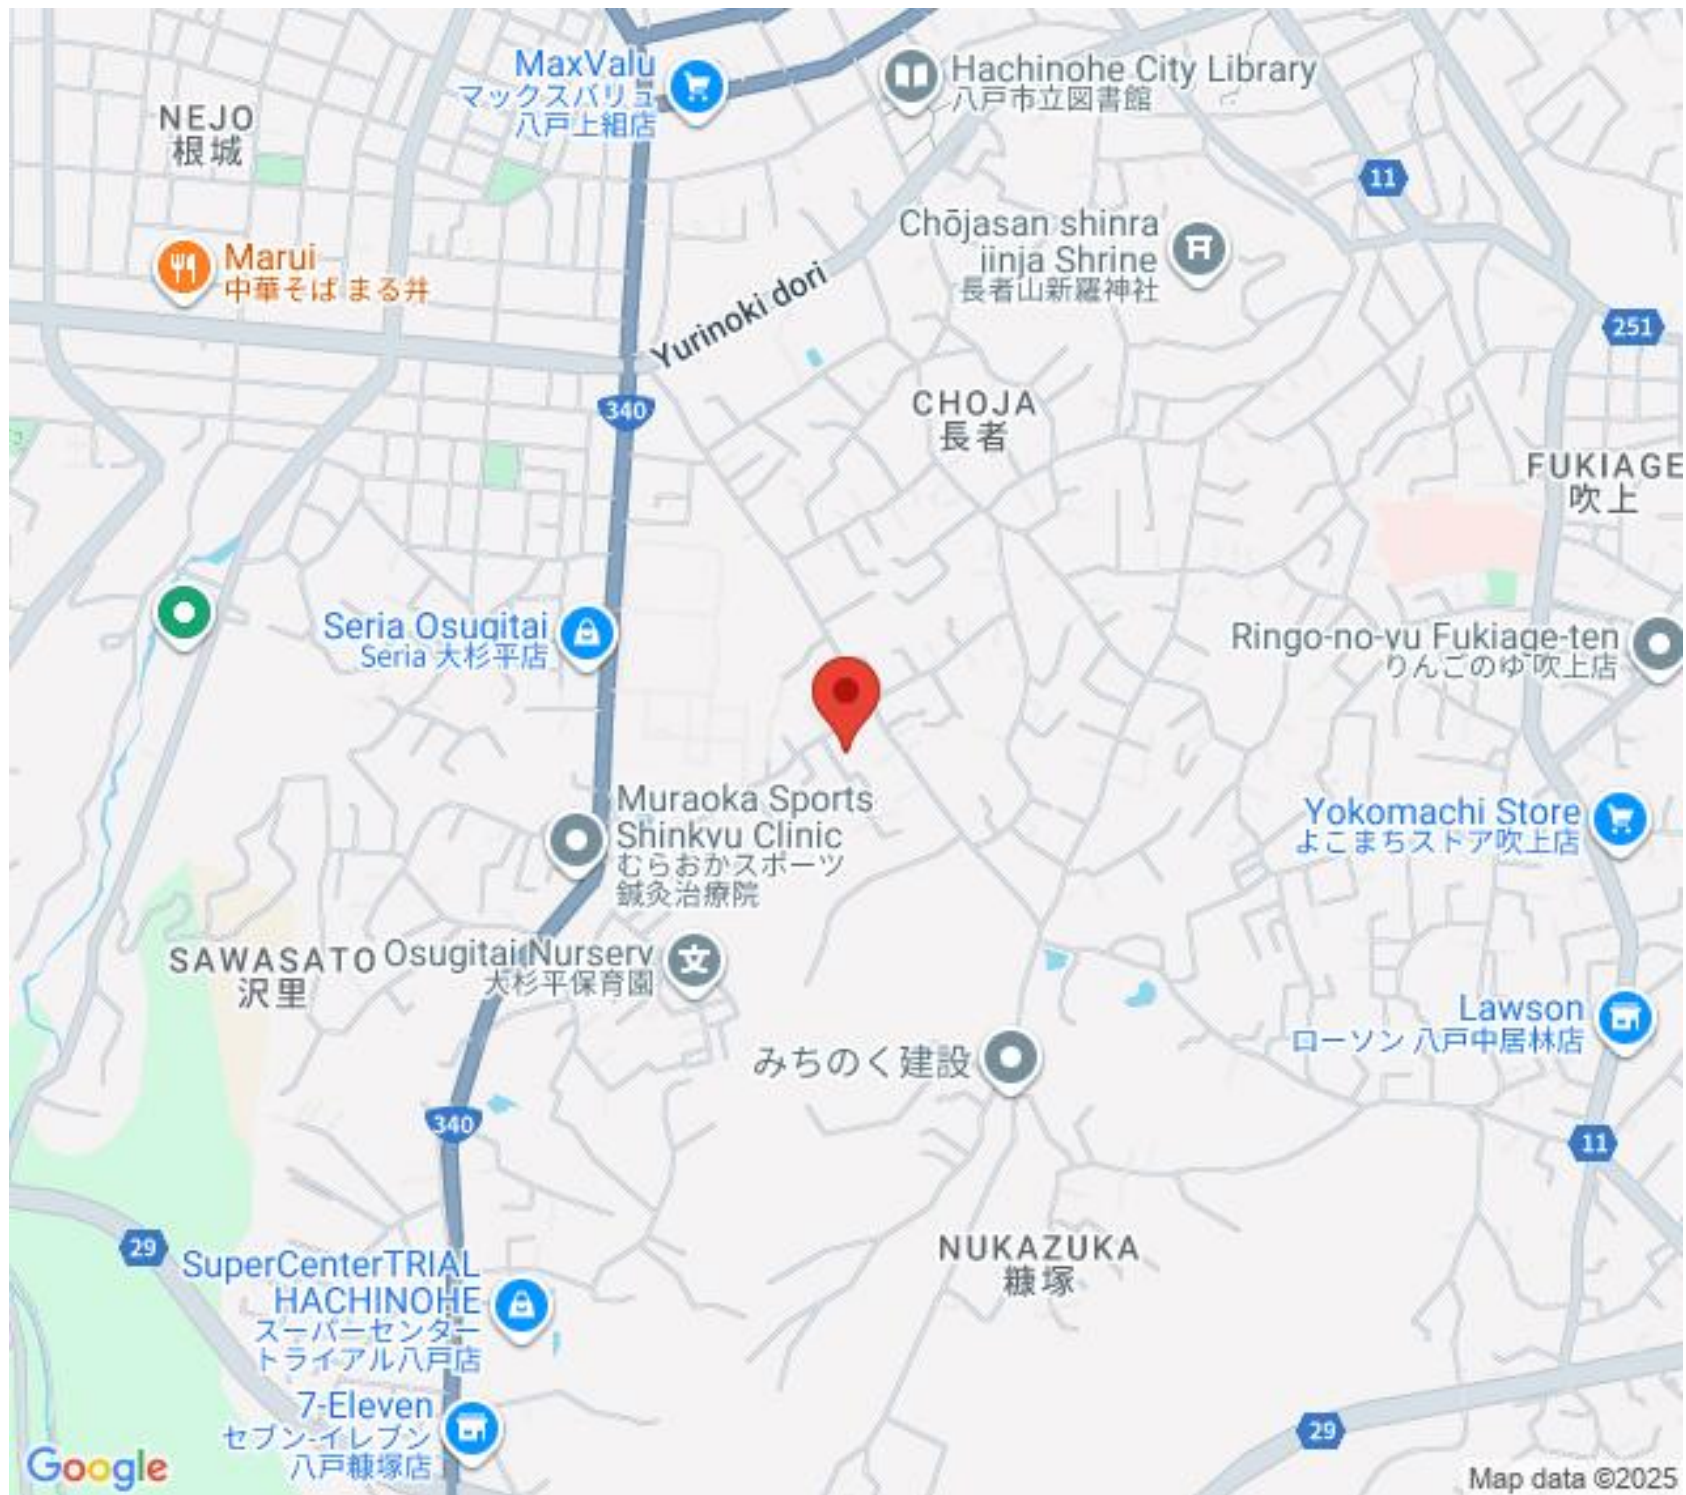 MaxValu
マックスバリュ
八戸上組店
Hachinohe City Library
八戸市立図書館
NEJO
根城
11
Chōjasan shinra
jinja Shrine
長者山新羅神社
Marui
中華そば まる井
Yurinoki dori
251
340
CHOJA
長者
FUKIAGE
吹上
Seria Osugitai
Seria 大杉平店
Ringo-no-yu Fukiage-ten
りんごのゆ 吹上店
Muraoka Sports
Shinkyu Clinic
むらおかスポーツ
鍼灸治療院
Yokomachi Store
よこまちストア吹上店
SAWASATO
沢里
Osugitai Nursery
大杉平保育園
Lawson
ローソン 八戸中居林店
みちのく建設
340
11
29
SuperCenterTRIAL
HACHINOHE
スーパーセンター
トライアル八戸店
NUKAZUKA
糠塚
7-Eleven
セブン-イレブン
八戸糠塚店
29
Google
Map data ©2025